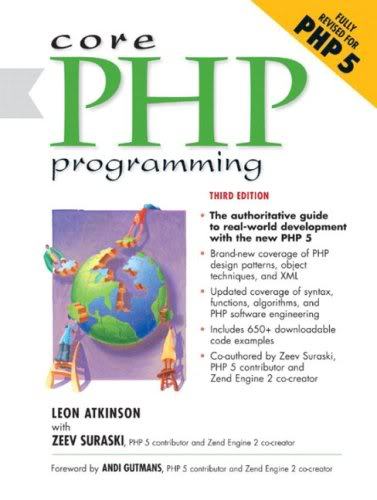 FULLY
REVISED FOR
PHP 5
core
PHP
programming
THIRD EDITION
• The authoritative guide
to real-world development
with the new PHP 5
• Brand-new coverage of PHP
design patterns, object
techniques, and XML
• Updated coverage of syntax,
functions, algorithms, and
PHP software engineering
• Includes 650+ downloadable
code examples
• Co-authored by Zeev Suraski,
PHP 5 contributor and
Zend Engine 2 co-creator
LEON ATKINSON
with
ZEEV SURASKI, PHP 5 contributor and Zend Engine 2 co-creator
Foreword by ANDI GUTMANS, PHP 5 contributor and Zend Engine 2 co-creator